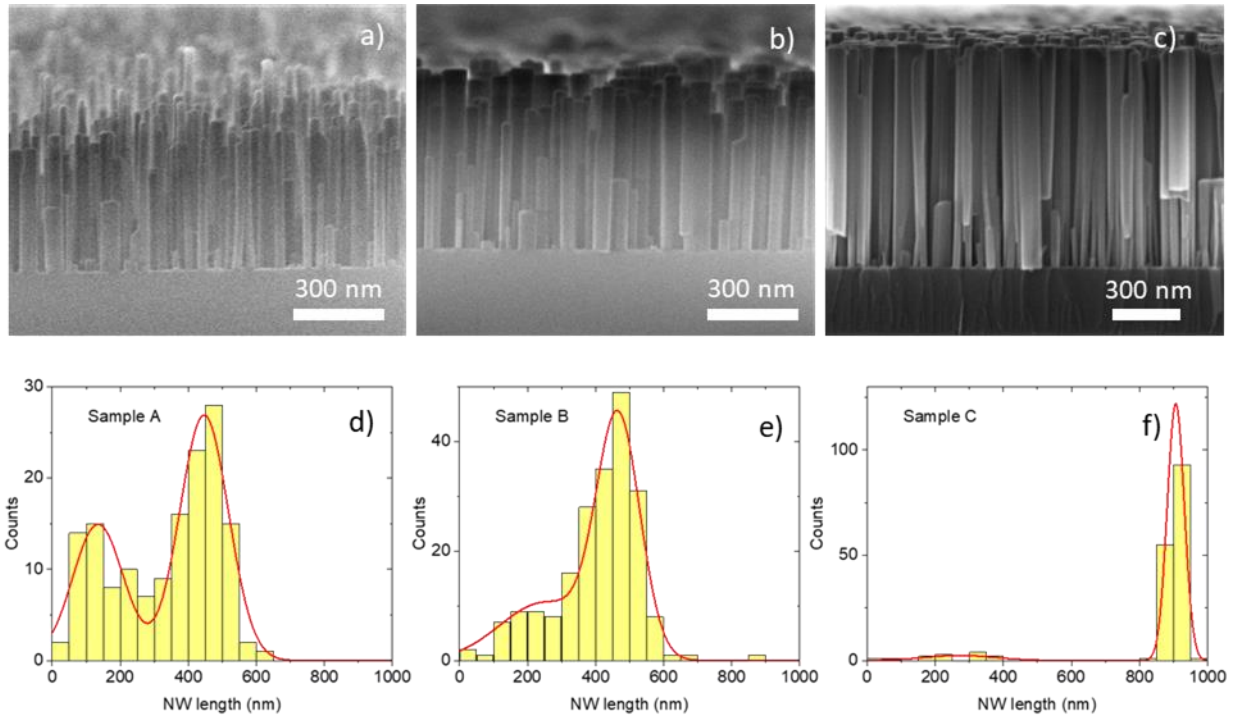 a)
b)
c)
300 nm
300 nm
300 nm
30
20
10
0
Counts
Sample A
d)
0 200 400 600 800 1000
NW length (nm)
40
20
0
Counts
Sample B
e)
0 200 400 600 800 1000
NW length (nm)
100
50
0
Counts
Sample C
f)
0 200 400 600 800 1000
NW length (nm)